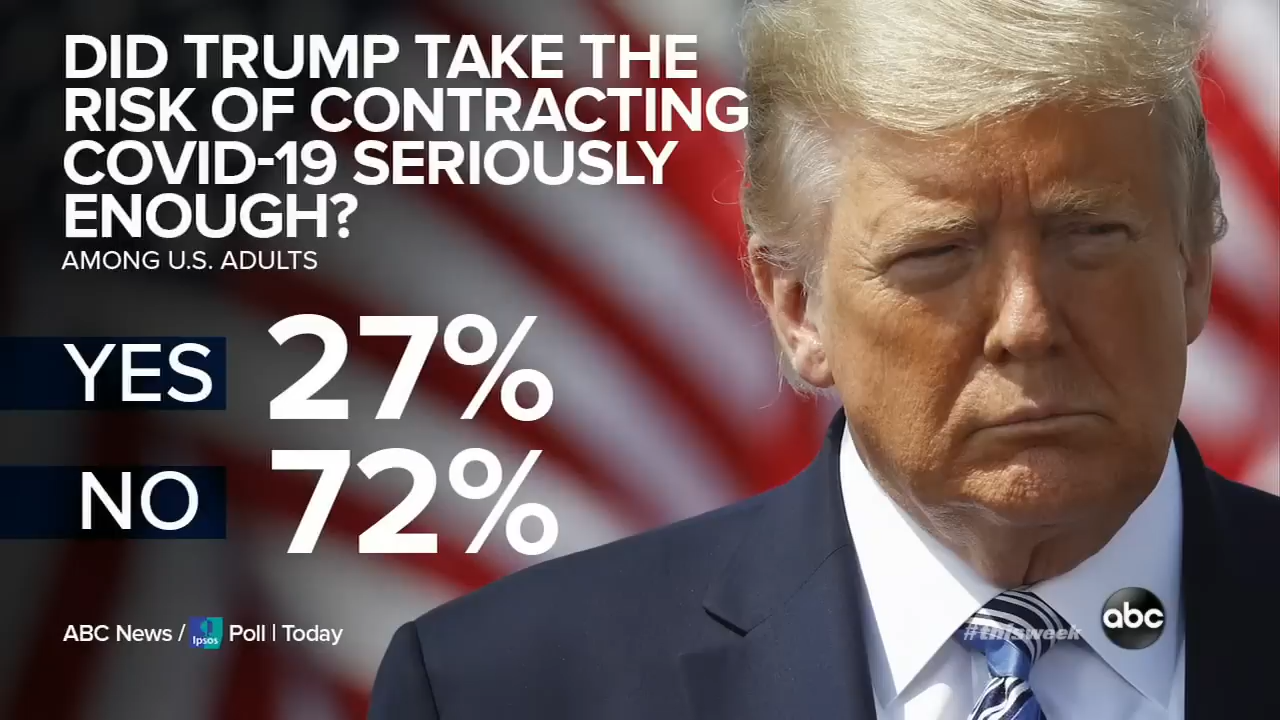 DID TRUMP TAKE THE
RISK OF CONTRACTING
COVID-19 SERIOUSLY
ENOUGH?
AMONG U.S. ADULTS
YES 27%
NO 72%
ABC News / Ipsos Poll | Today
#thisweek
abc